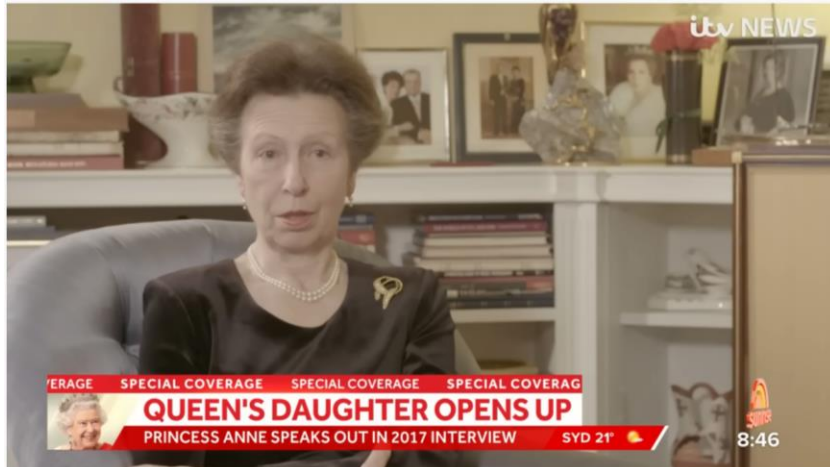 itv NEWS
VERAGE SPECIAL COVERAGE SPECIAL COVERAGE SPECIAL COVERAG
QUEEN'S DAUGHTER OPENS UP
PRINCESS ANNE SPEAKS OUT IN 2017 INTERVIEW SYD 21°
SUNRISE
8:46